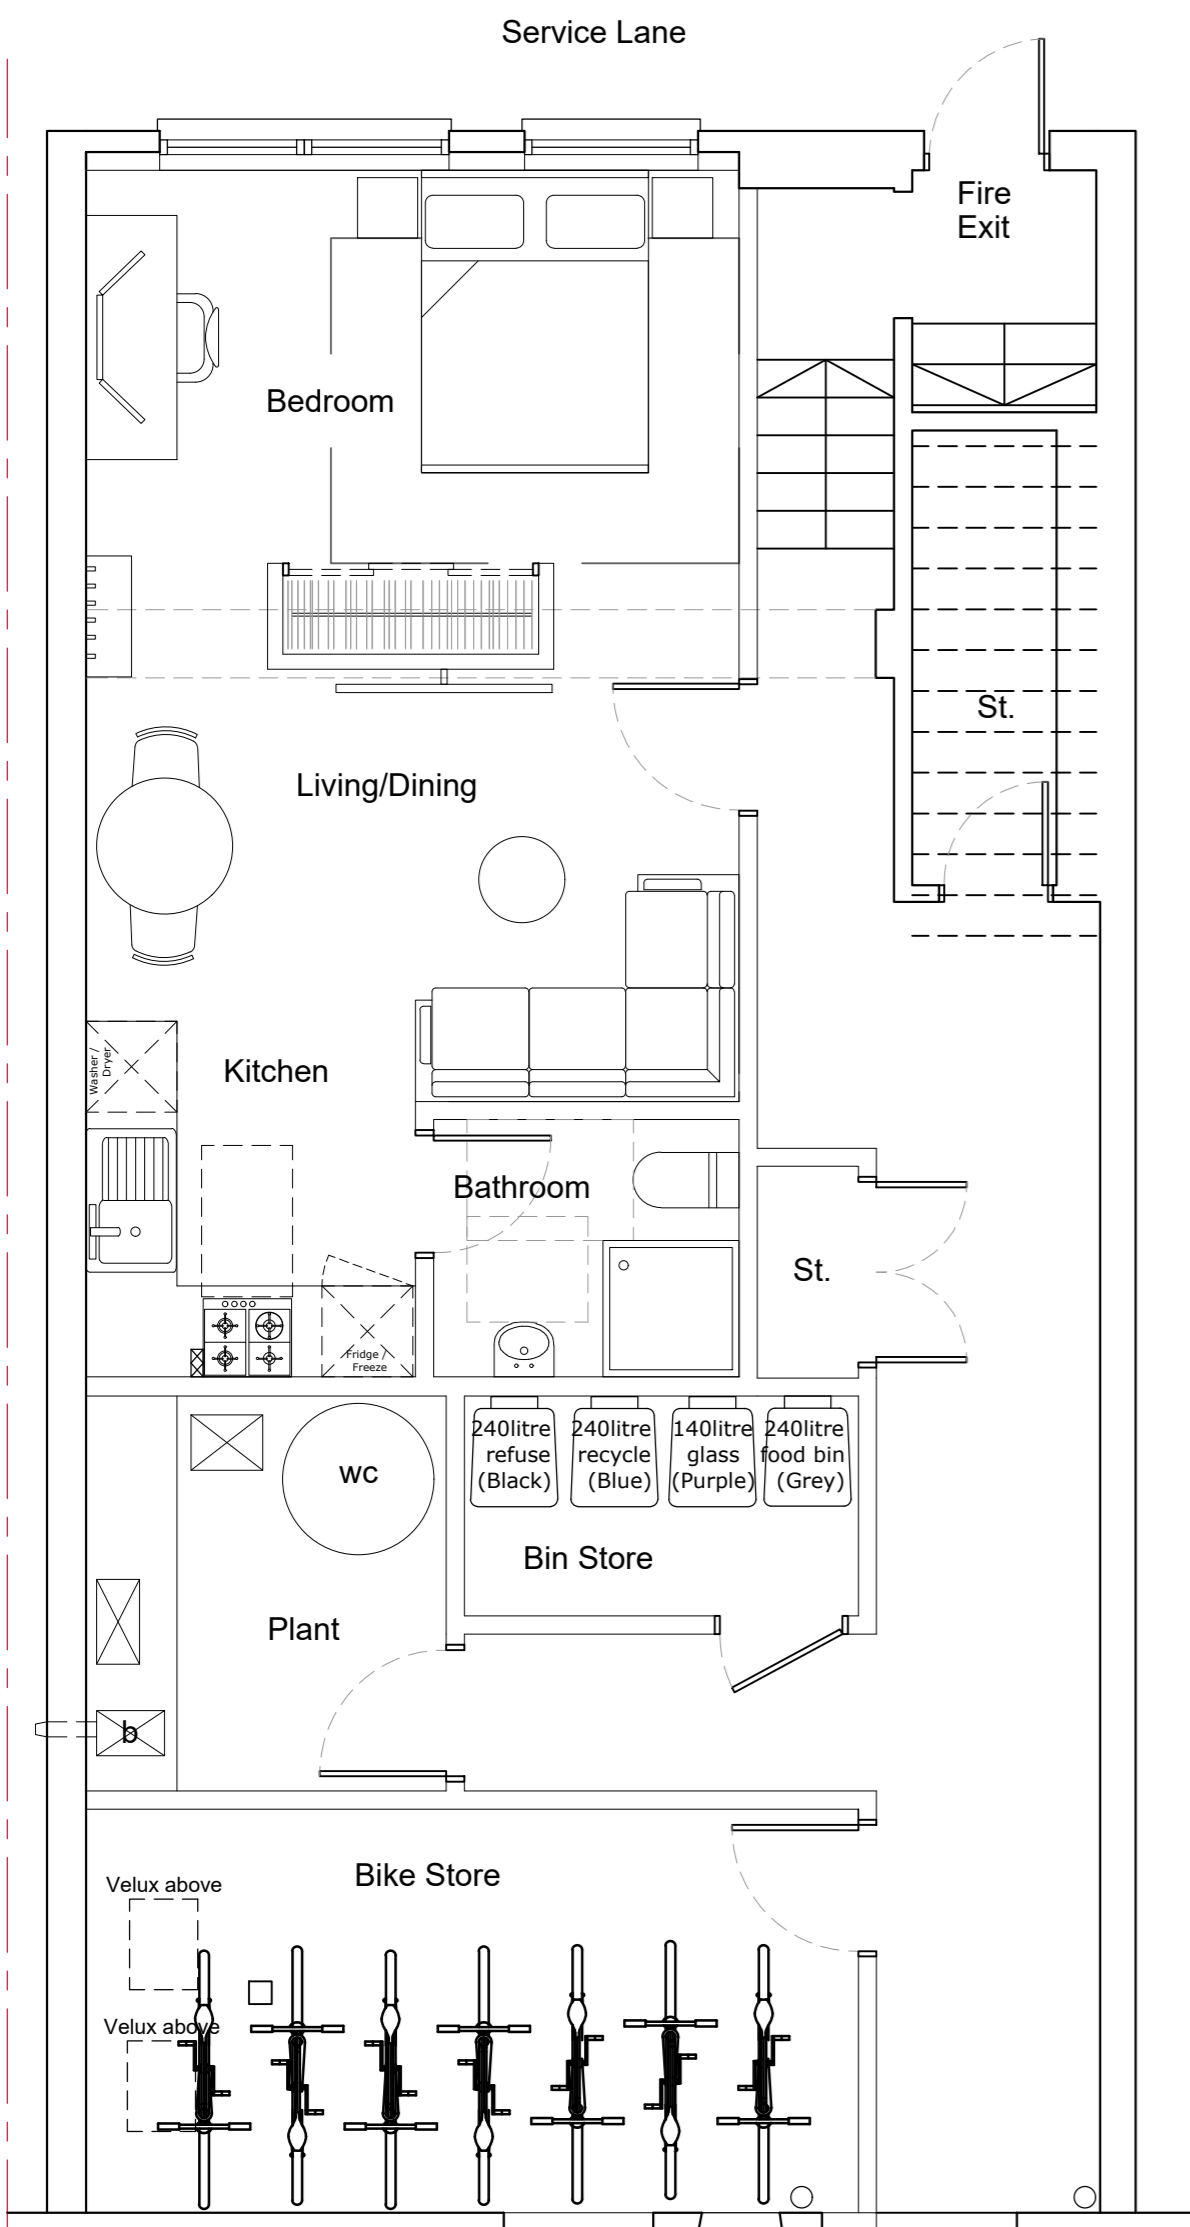 Service Lane
Fire
Exit
Bedroom
St.
Living/Dining
Kitchen
Washer /
Dryer
Bathroom
St.
Fridge /
Freeze
240litre
refuse
(Black)
240litre
recycle
(Blue)
140litre
glass
(Purple)
240litre
food bin
(Grey)
wc
Bin Store
Plant
b
Bike Store
Velux above
Velux above